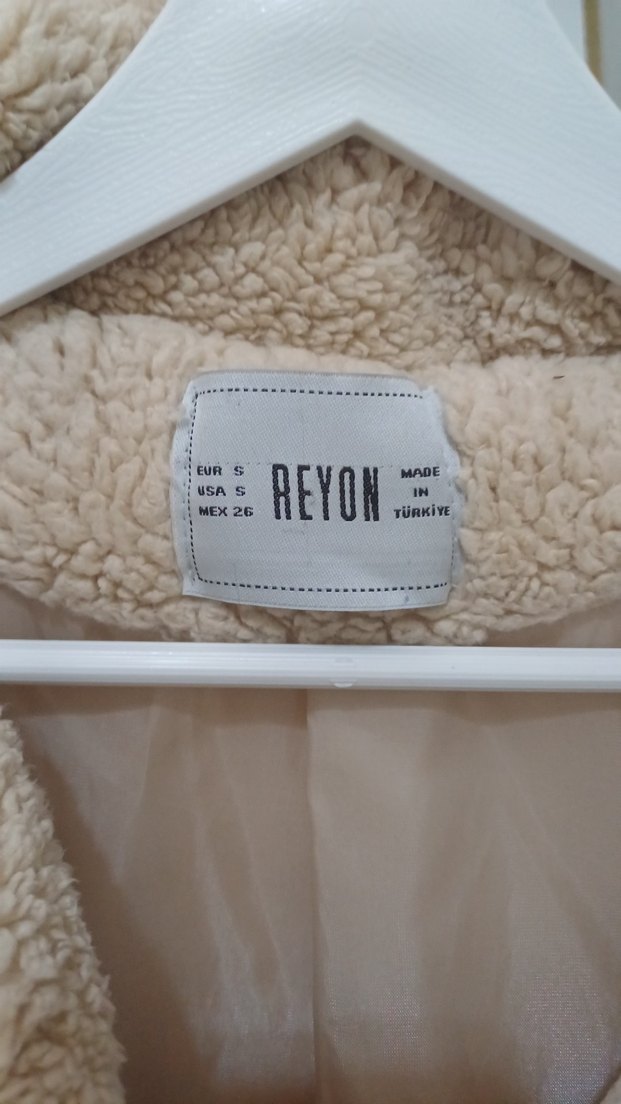 EUR S
USA S
MEX 26
REYON
MADE
IN
TÜRKİYE